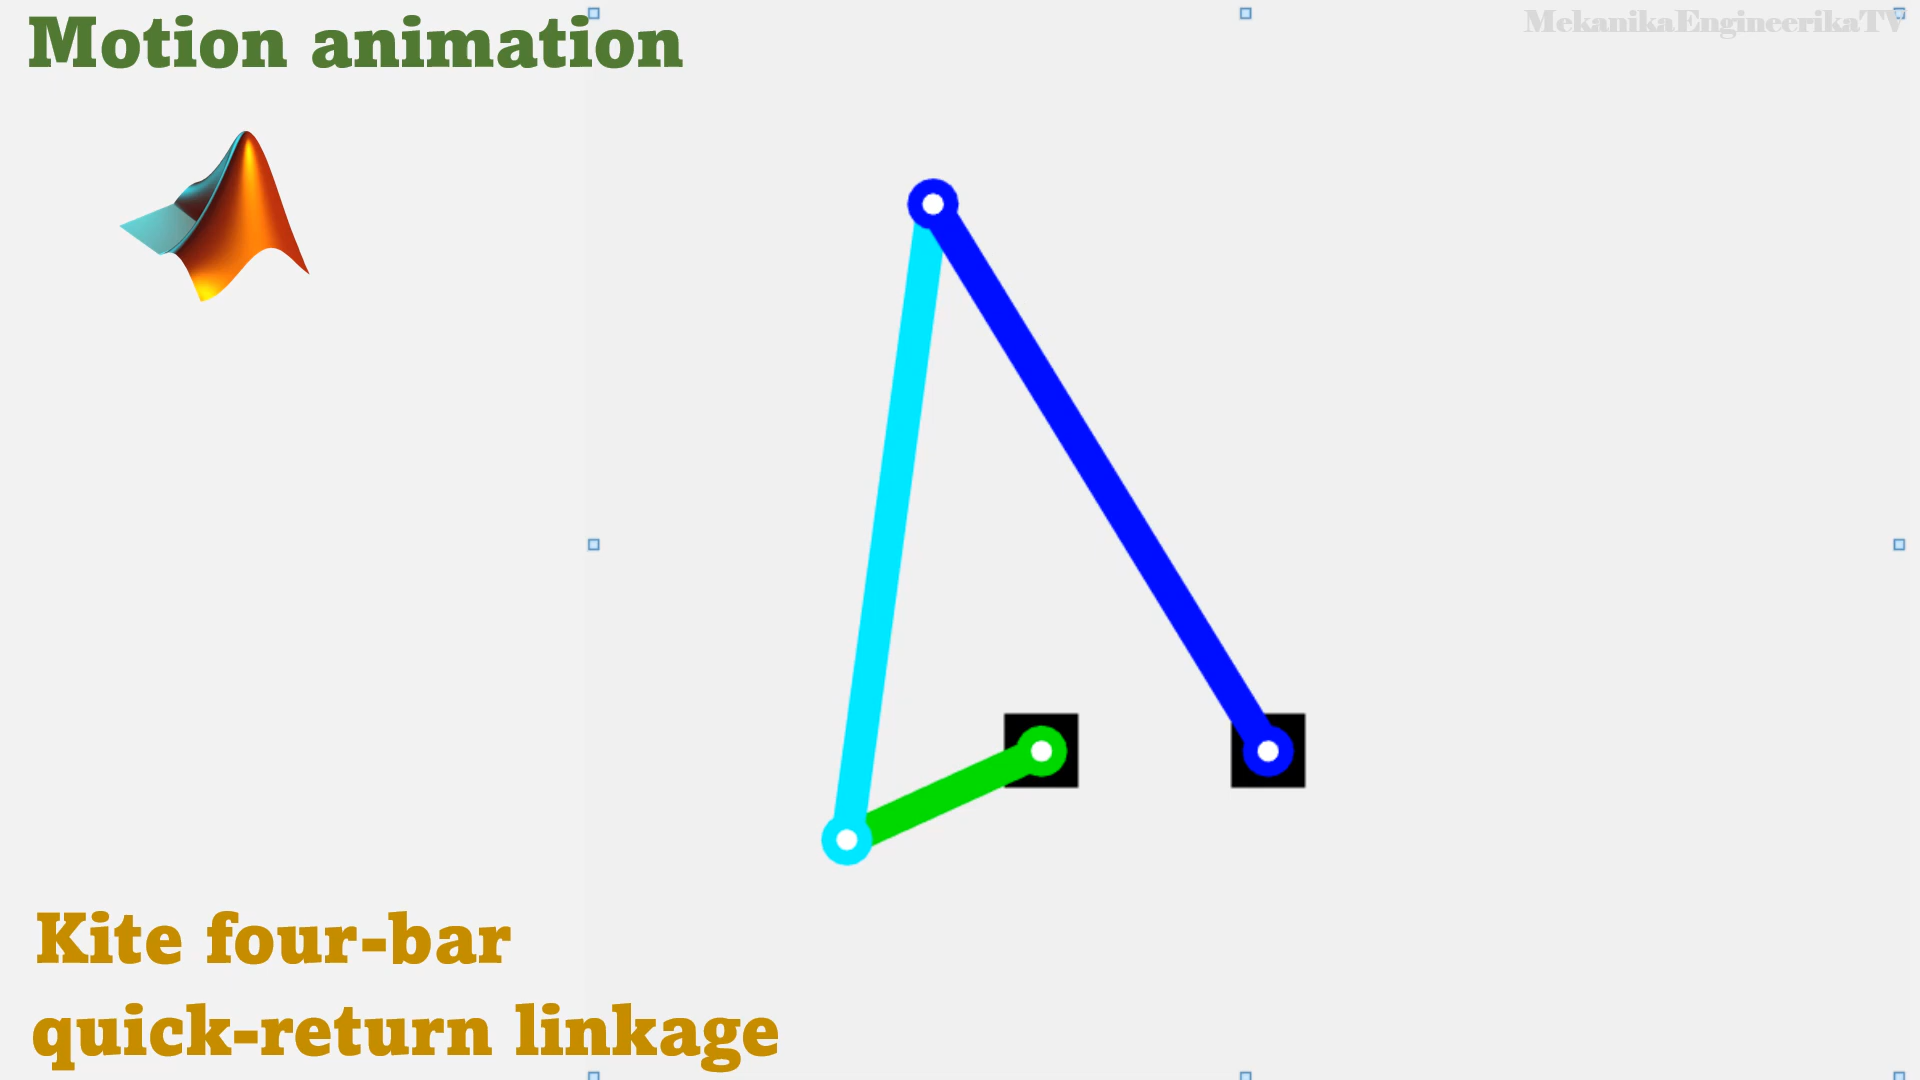 Motion animation
MekanikaEngineerikaTV
Kite four-bar
quick-return linkage